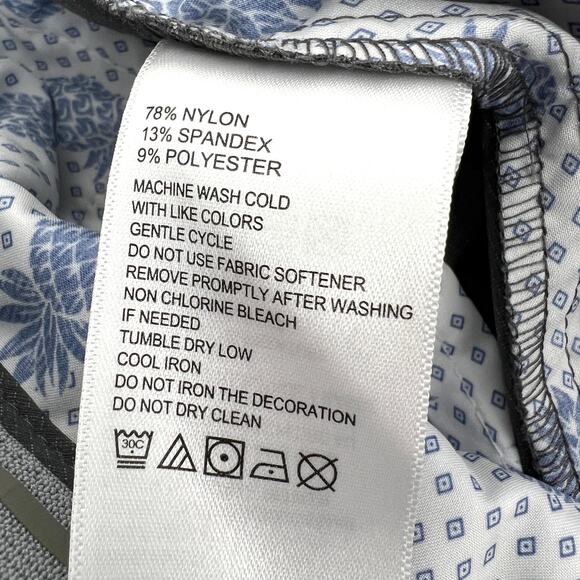 78% NYLON
13% SPANDEX
9% POLYESTER
MACHINE WASH COLD
WITH LIKE COLORS
GENTLE CYCLE
DO NOT USE FABRIC SOFTENER
REMOVE PROMPTLY AFTER WASHING
NON CHLORINE BLEACH
IF NEEDED
TUMBLE DRY LOW
COOL IRON
DO NOT IRON THE DECORATION
DO NOT DRY CLEAN
30C